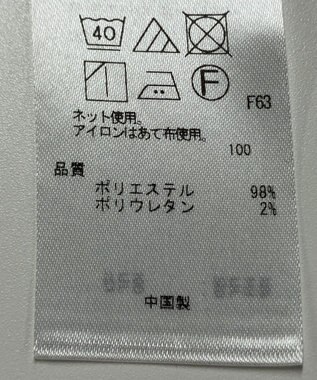 40
F
F63
ネット使用。
アイロンはあて布使用。
100
品質
ポリエステル 98%
ポリウレタン 2%
中国製